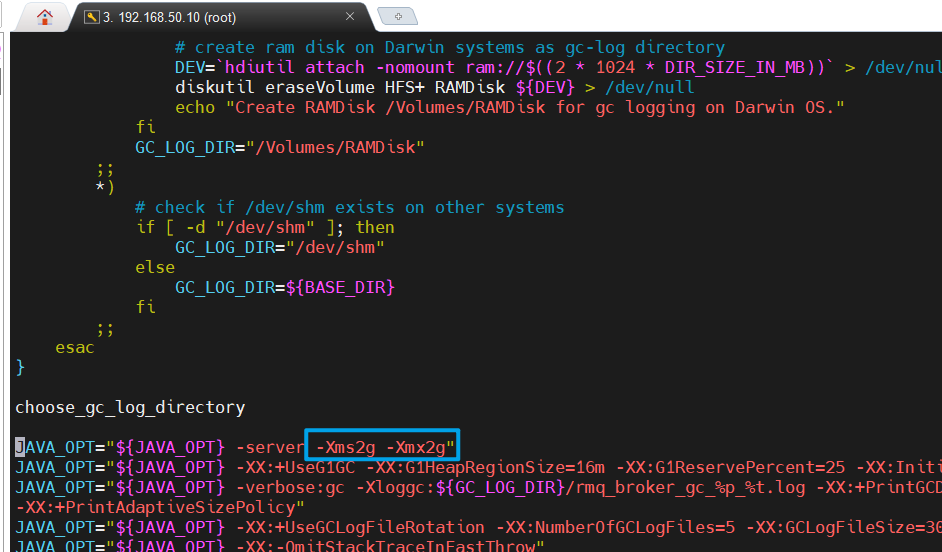 3. 192.168.50.10 (root)
# create ram disk on Darwin systems as gc-log directory
DEV=`hdiutil attach -nomount ram://$((2 * 1024 * DIR_SIZE_IN_MB))` > /dev/nul
diskutil eraseVolume HFS+ RAMDisk ${DEV} > /dev/null
echo "Create RAMDisk /Volumes/RAMDisk for gc logging on Darwin OS."
fi
GC_LOG_DIR="/Volumes/RAMDisk"
;;
*)
# check if /dev/shm exists on other systems
if [ -d "/dev/shm" ]; then
GC_LOG_DIR="/dev/shm"
else
GC_LOG_DIR=${BASE_DIR}
fi
;;
esac
}
choose_gc_log_directory
JAVA_OPT="${JAVA_OPT} -server -Xms2g -Xmx2g"
JAVA_OPT="${JAVA_OPT} -XX:+UseG1GC -XX:G1HeapRegionSize=16m -XX:G1ReservePercent=25 -XX:Initi
JAVA_OPT="${JAVA_OPT} -verbose:gc -Xloggc:${GC_LOG_DIR}/rmq_broker_gc_%p_%t.log -XX:+PrintGCD
-XX:+PrintAdaptiveSizePolicy"
JAVA_OPT="${JAVA_OPT} -XX:+UseGCLogFileRotation -XX:NumberOfGCLogFiles=5 -XX:GCLogFileSize=30
JAVA_OPT="${JAVA_OPT} -XX:-OmitStackTraceInFastThrow"